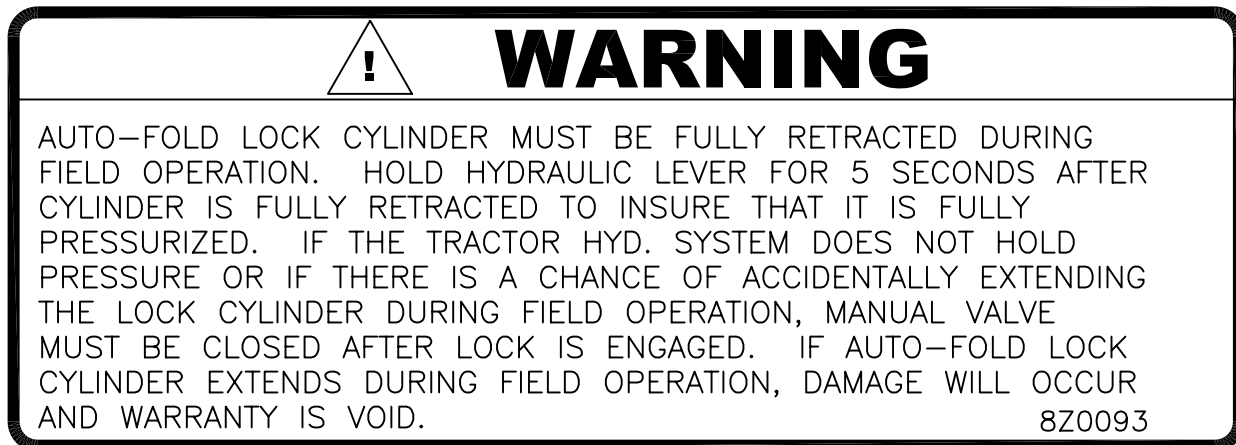 ! WARNING
AUTO-FOLD LOCK CYLINDER MUST BE FULLY RETRACTED DURING
FIELD OPERATION. HOLD HYDRAULIC LEVER FOR 5 SECONDS AFTER
CYLINDER IS FULLY RETRACTED TO INSURE THAT IT IS FULLY
PRESSURIZED. IF THE TRACTOR HYD. SYSTEM DOES NOT HOLD
PRESSURE OR IF THERE IS A CHANCE OF ACCIDENTALLY EXTENDING
THE LOCK CYLINDER DURING FIELD OPERATION, MANUAL VALVE
MUST BE CLOSED AFTER LOCK IS ENGAGED. IF AUTO-FOLD LOCK
CYLINDER EXTENDS DURING FIELD OPERATION, DAMAGE WILL OCCUR
AND WARRANTY IS VOID. 8Z0093